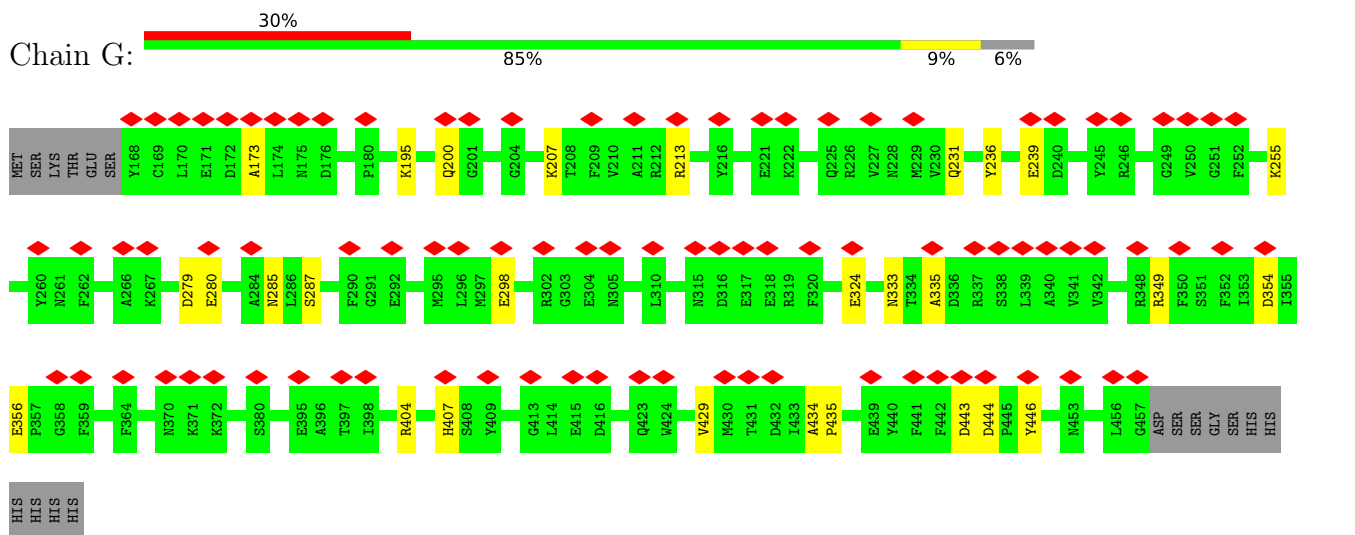 30%
Chain G:
85% 9% 6%
MET SER LYS THR GLU SER Y168 C169 L170 E171 D172 A173 L174 N175 D176 P180 K195 Q200 G201 G204 K207 T208 F209 V210 A211 R212 R213 Y216 E221 K222 Q225 R226 V227 N228 M229 V230 Q231 Y236 E239 D240 Y245 R246 G249 V250 G251 F252 K255
Y260 N261 F262 A266 K267 D279 E280 A284 N285 L286 S287 F290 G291 E292 M295 L296 M297 E298 R302 G303 E304 N305 L310 N315 D316 E317 E318 R319 F320 E324 N333 T334 A335 D336 R337 S338 L339 A340 V341 V342 R348 R349 F350 S351 F352 I353 D354 I355
E356 P357 G358 F359 F364 N370 K371 K372 S380 E395 A396 T397 I398 R404 H407 S408 Y409 G413 L414 E415 D416 Q423 W424 V429 M430 T431 D432 I433 A434 P435 E439 Y440 F441 F442 D443 D444 P445 Y446 N453 L456 G457 ASP SER SER GLY SER HIS HIS
HIS HIS HIS HIS